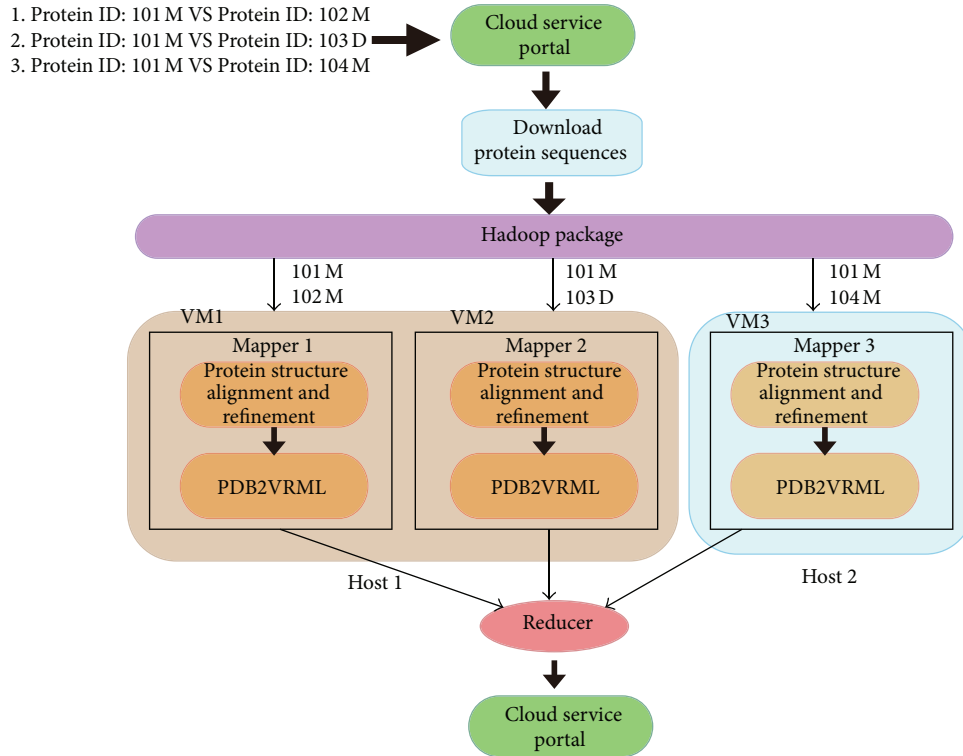 1. Protein ID: 101 M VS Protein ID: 102 M
2. Protein ID: 101 M VS Protein ID: 103 D
3. Protein ID: 101 M VS Protein ID: 104 M
Cloud service
portal
Download
protein sequences
Hadoop package
101 M
102 M
101 M
103 D
101 M
104 M
VM1
Mapper 1
Protein structure
alignment and
refinement
PDB2VRML
VM2
Mapper 2
Protein structure
alignment and
refinement
PDB2VRML
VM3
Mapper 3
Protein structure
alignment and
refinement
PDB2VRML
Host 1
Host 2
Reducer
Cloud service
portal